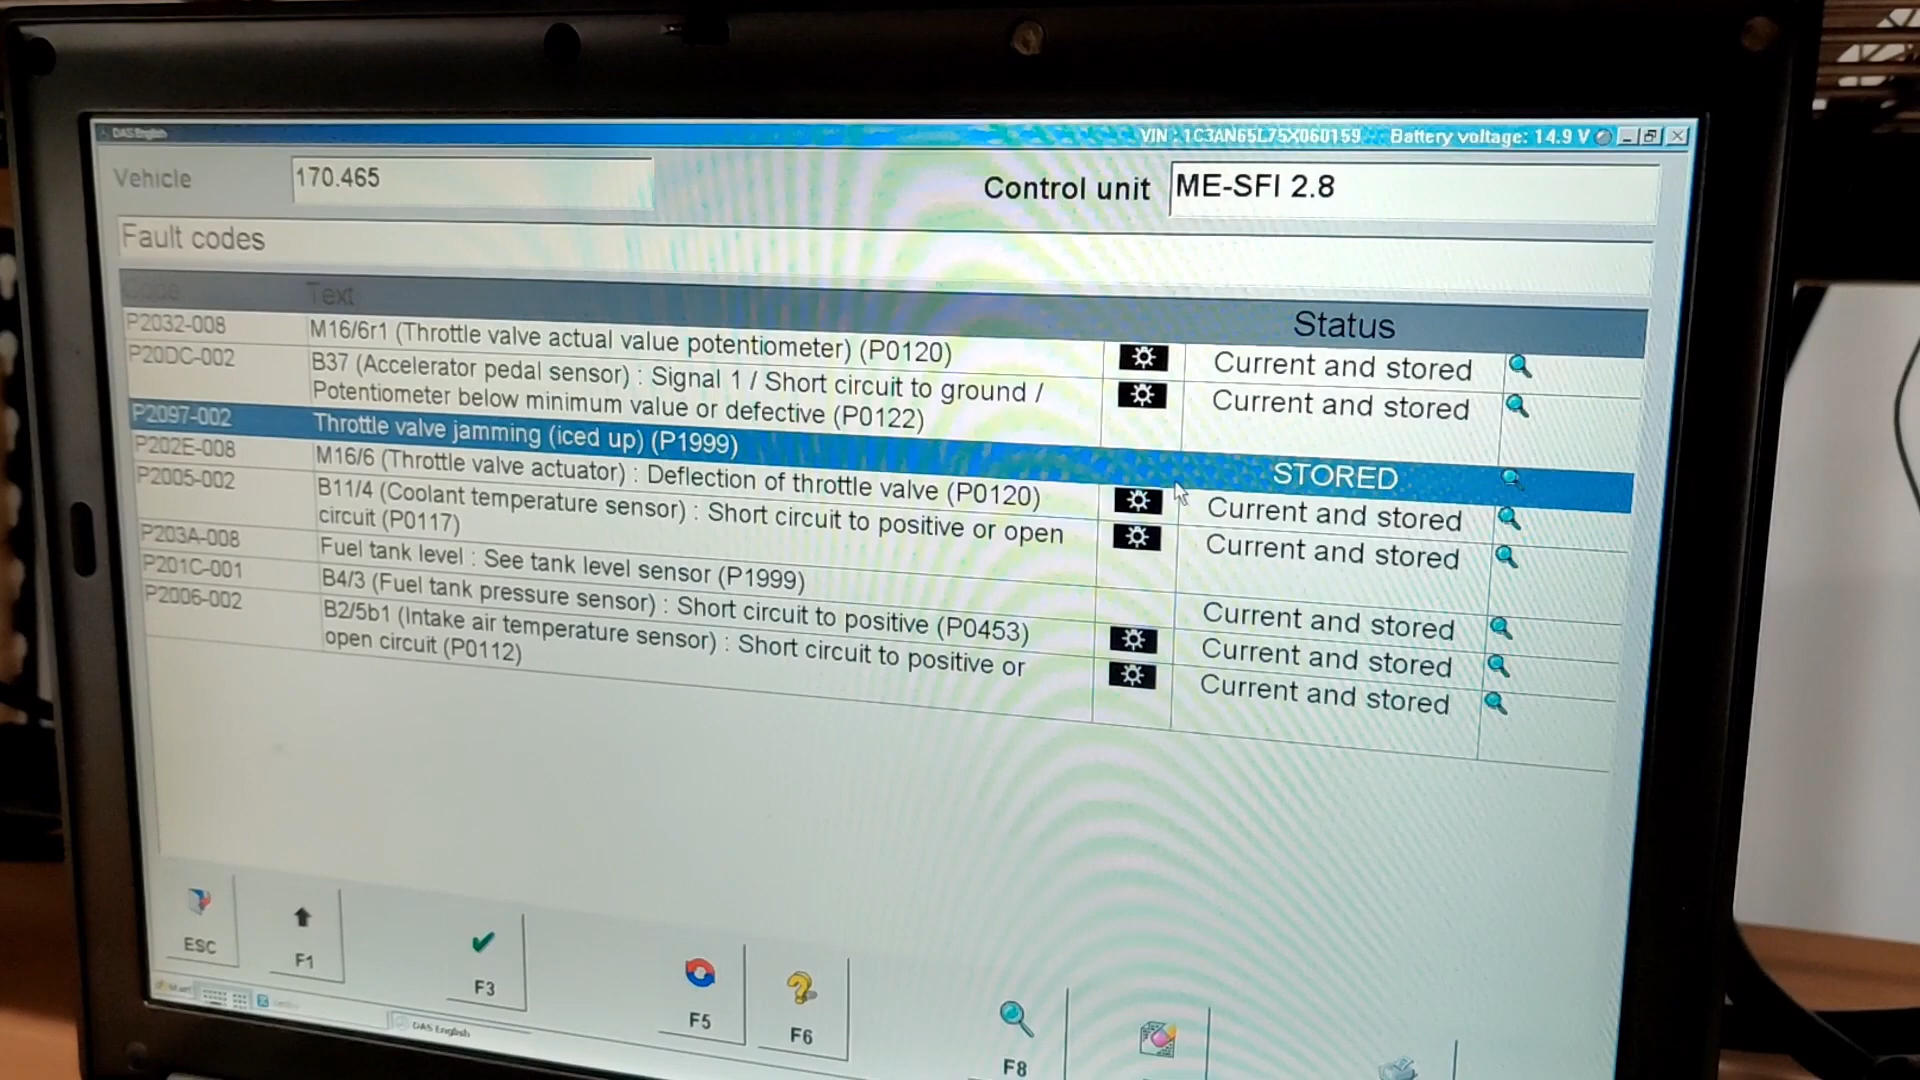 DAS English
VIN : 1C3AN65L75X060159 Battery voltage: 14.9 V
Vehicle 170.465 Control unit ME-SFI 2.8
Fault codes
Code Text Status
P2032-008 M16/6r1 (Throttle valve actual value potentiometer) (P0120) Current and stored
P20DC-002 B37 (Accelerator pedal sensor) : Signal 1 / Short circuit to ground / Current and stored
Potentiometer below minimum value or defective (P0122)
P2097-002 Throttle valve jamming (iced up) (P1999) STORED
P202E-008 M16/6 (Throttle valve actuator) : Deflection of throttle valve (P0120) Current and stored
P2005-002 B11/4 (Coolant temperature sensor) : Short circuit to positive or open Current and stored
circuit (P0117)
P203A-008 Fuel tank level : See tank level sensor (P1999) Current and stored
P201C-001 B4/3 (Fuel tank pressure sensor) : Short circuit to positive (P0453) Current and stored
P2006-002 B2/5b1 (Intake air temperature sensor) : Short circuit to positive or Current and stored
open circuit (P0112)
ESC F1 F3 F5 F6 F8
DAS English